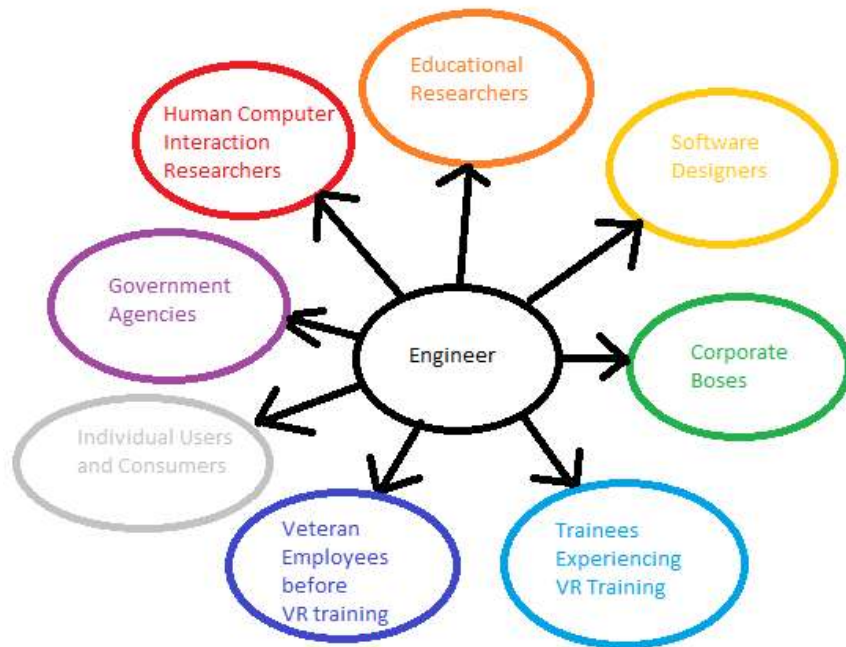 Educational
Researchers
Human Computer
Interaction
Researchers
Software
Designers
Government
Agencies
Engineer
Corporate
Boses
Individual Users
and Consumers
Veteran
Employees
before
VR training
Trainees
Experiencing
VR Training